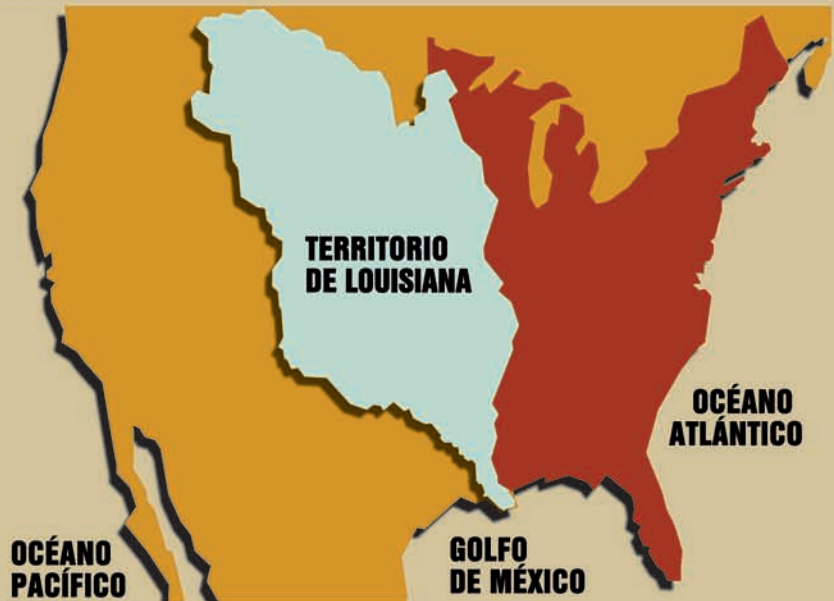 TERRITORIO
DE LOUISIANA
OCÉANO
ATLÁNTICO
OCÉANO
PACÍFICO
GOLFO
DE MÉXICO